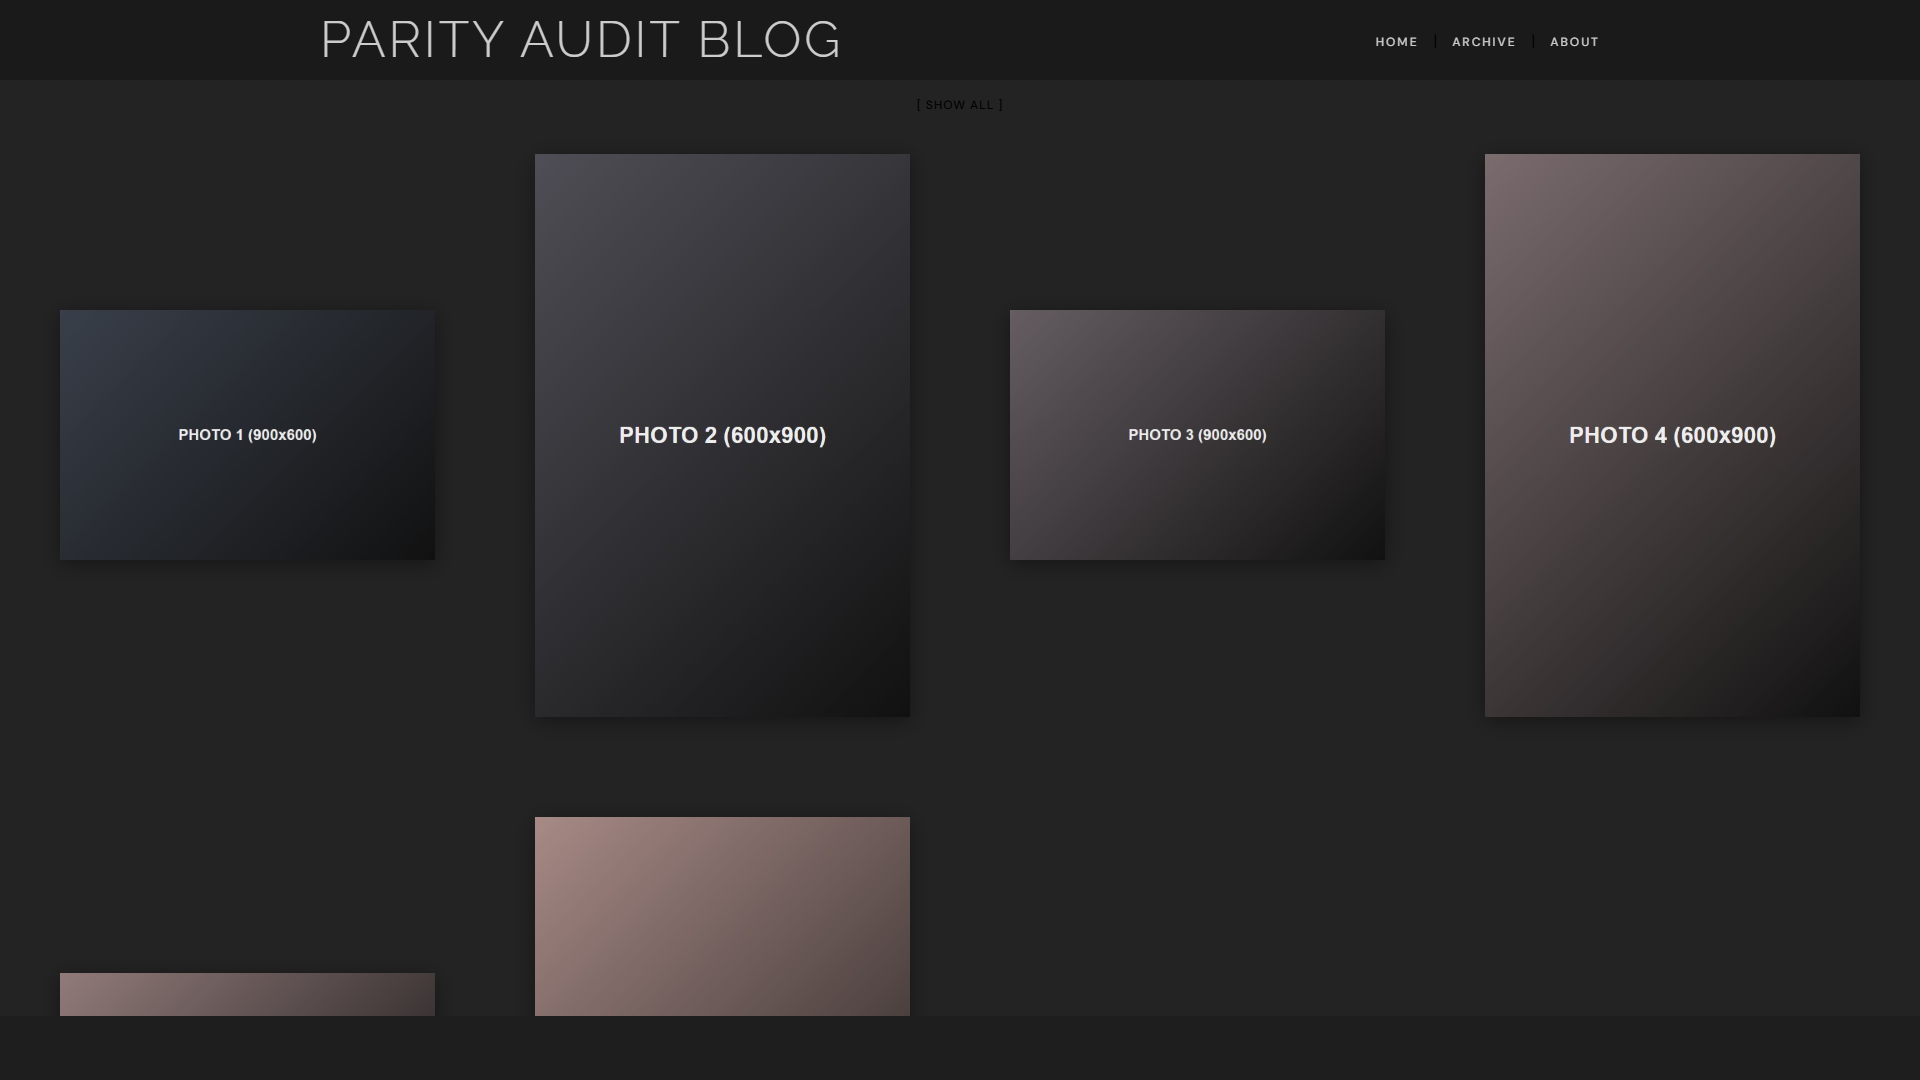 PARITY AUDIT BLOG
HOME | ARCHIVE | ABOUT
[ SHOW ALL ]
PHOTO 1 (900x600)
PHOTO 2 (600x900)
PHOTO 3 (900x600)
PHOTO 4 (600x900)